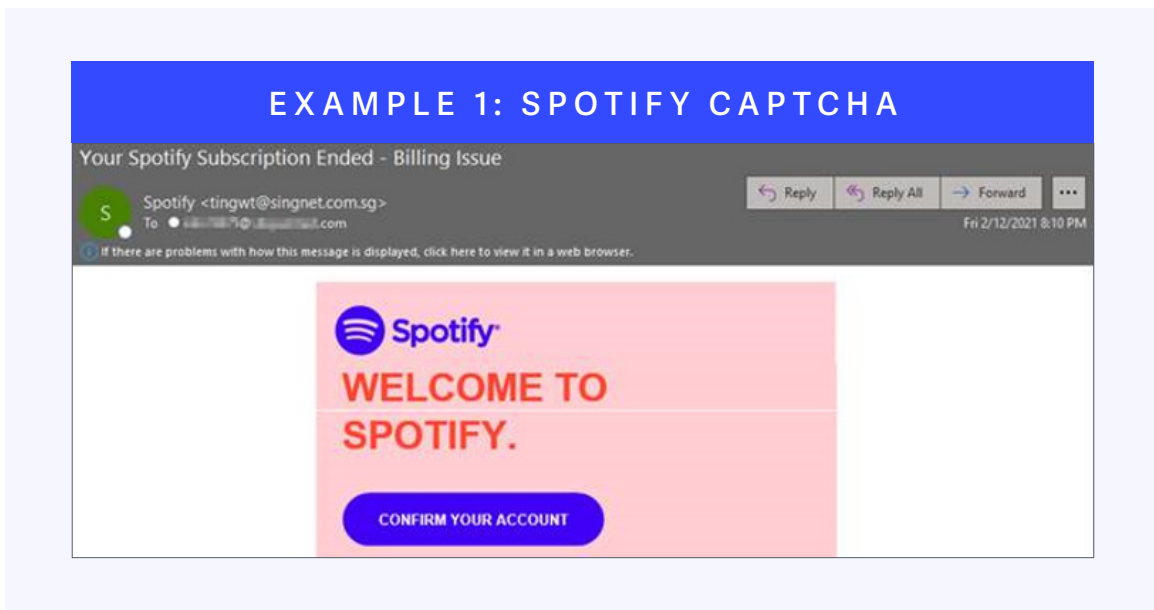 EXAMPLE 1: SPOTIFY CAPTCHA
Your Spotify Subscription Ended - Billing Issue
S
Spotify <tingwt@singnet.com.sg>
Reply
Reply All
Forward
To
.com
Fri 2/12/2021 8:10 PM
If there are problems with how this message is displayed, click here to view it in a web browser.
Spotify
WELCOME TO
SPOTIFY.
CONFIRM YOUR ACCOUNT